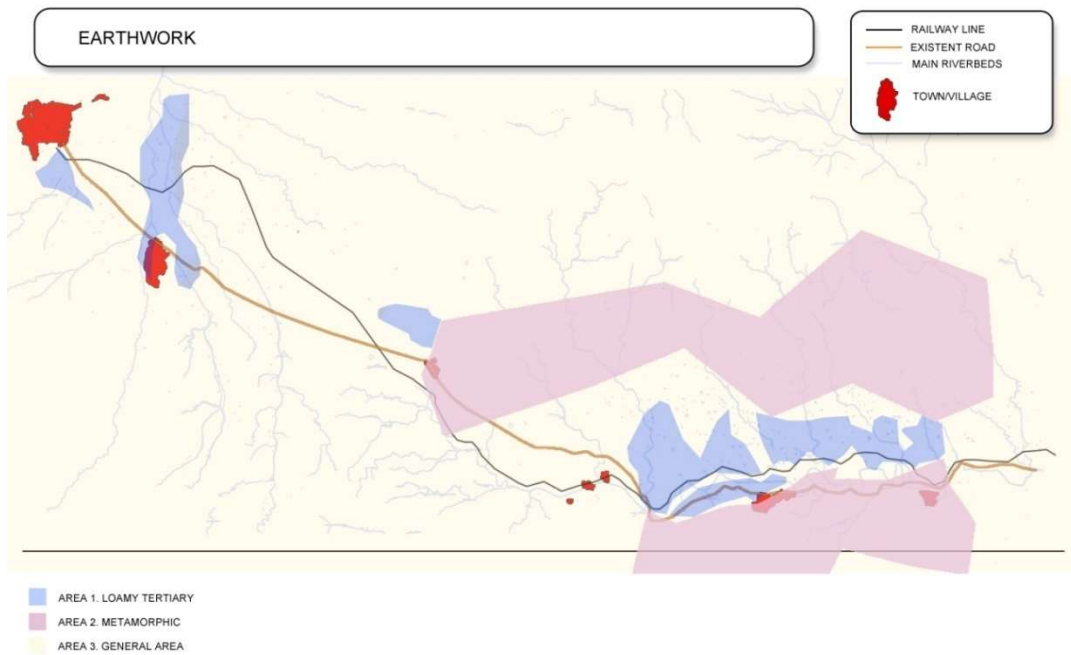 EARTHWORK
RAILWAY LINE
EXISTENT ROAD
MAIN RIVERBEDS
TOWN/VILLAGE
AREA 1. LOAMY TERTIARY
AREA 2. METAMORPHIC
AREA 3. GENERAL AREA